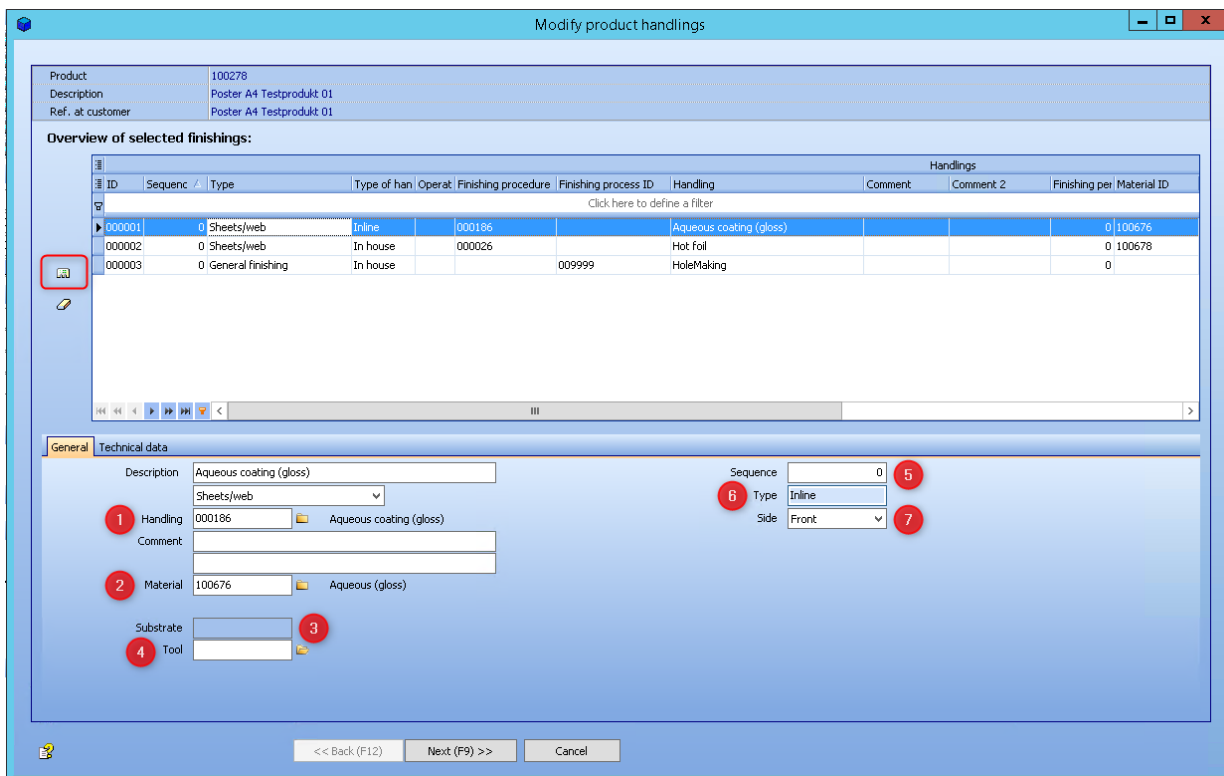 Modify product handlings
Product 100278
Description Poster A4 Testprodukt 01
Ref. at customer Poster A4 Testprodukt 01
Overview of selected finishings:
Handlings
ID Sequenc Type Type of han Operat Finishing procedure Finishing process ID Handling Comment Comment 2 Finishing per Material ID
Click here to define a filter
000001 0 Sheets/web Inline 000186 Aqueous coating (gloss) 0 100676
000002 0 Sheets/web In house 000026 Hot foil 0 100678
000003 0 General finishing In house 009999 HoleMaking 0
General Technical data
Description Aqueous coating (gloss) Sequence 0 5
Sheets/web 6 Type Inline
1 Handling 000186 Aqueous coating (gloss) Side Front 7
Comment
2 Material 100676 Aqueous (gloss)
Substrate 3
4 Tool
<< Back (F12) Next (F9) >> Cancel